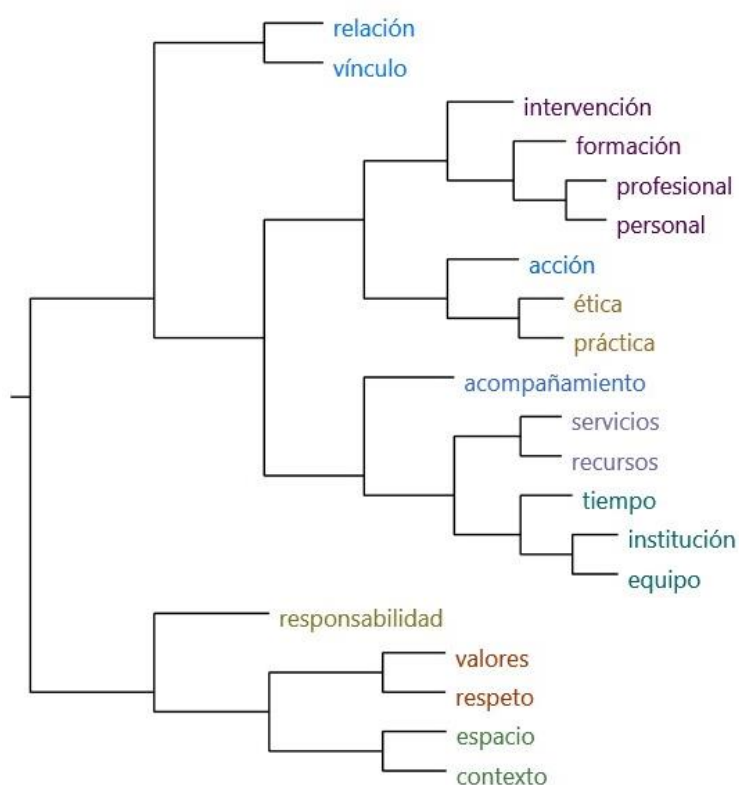 relación
vínculo
intervención
formación
profesional
personal
acción
ética
práctica
acompañamiento
servicios
recursos
tiempo
institución
equipo
responsabilidad
valores
respeto
espacio
contexto